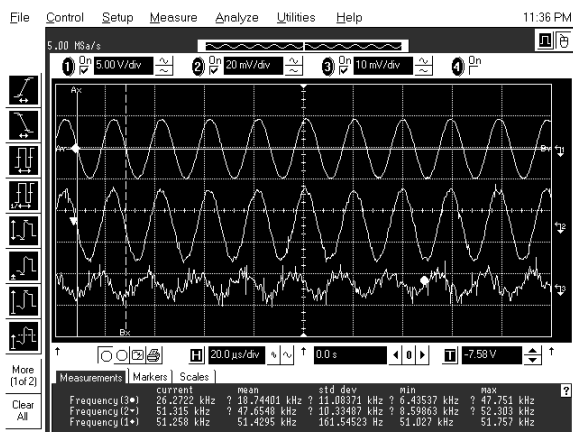 File Control Setup Measure Analyze Utilities Help 11:36 PM
5.00 MSa/s
1 On 5.00 V/div 2 On 20 mV/div 3 On 10 mV/div 4 On
Ax
By
1
2
3
Bx
H 20.0 µs/div 0.0 s 0 T -7.58 V
More
(1of 2)
Clear
All
Measurements Markers Scales
?
current mean std dev min max
Frequency(3●) 26.2722 kHz ? 18.74401 kHz ? 11.08371 kHz ? 6.43537 kHz ? 47.751 kHz
Frequency(2▾) 51.315 kHz ? 47.6548 kHz ? 10.33487 kHz ? 8.59863 kHz ? 52.303 kHz
Frequency(1♦) 51.258 kHz 51.4295 kHz 161.54523 Hz 51.027 kHz 51.757 kHz